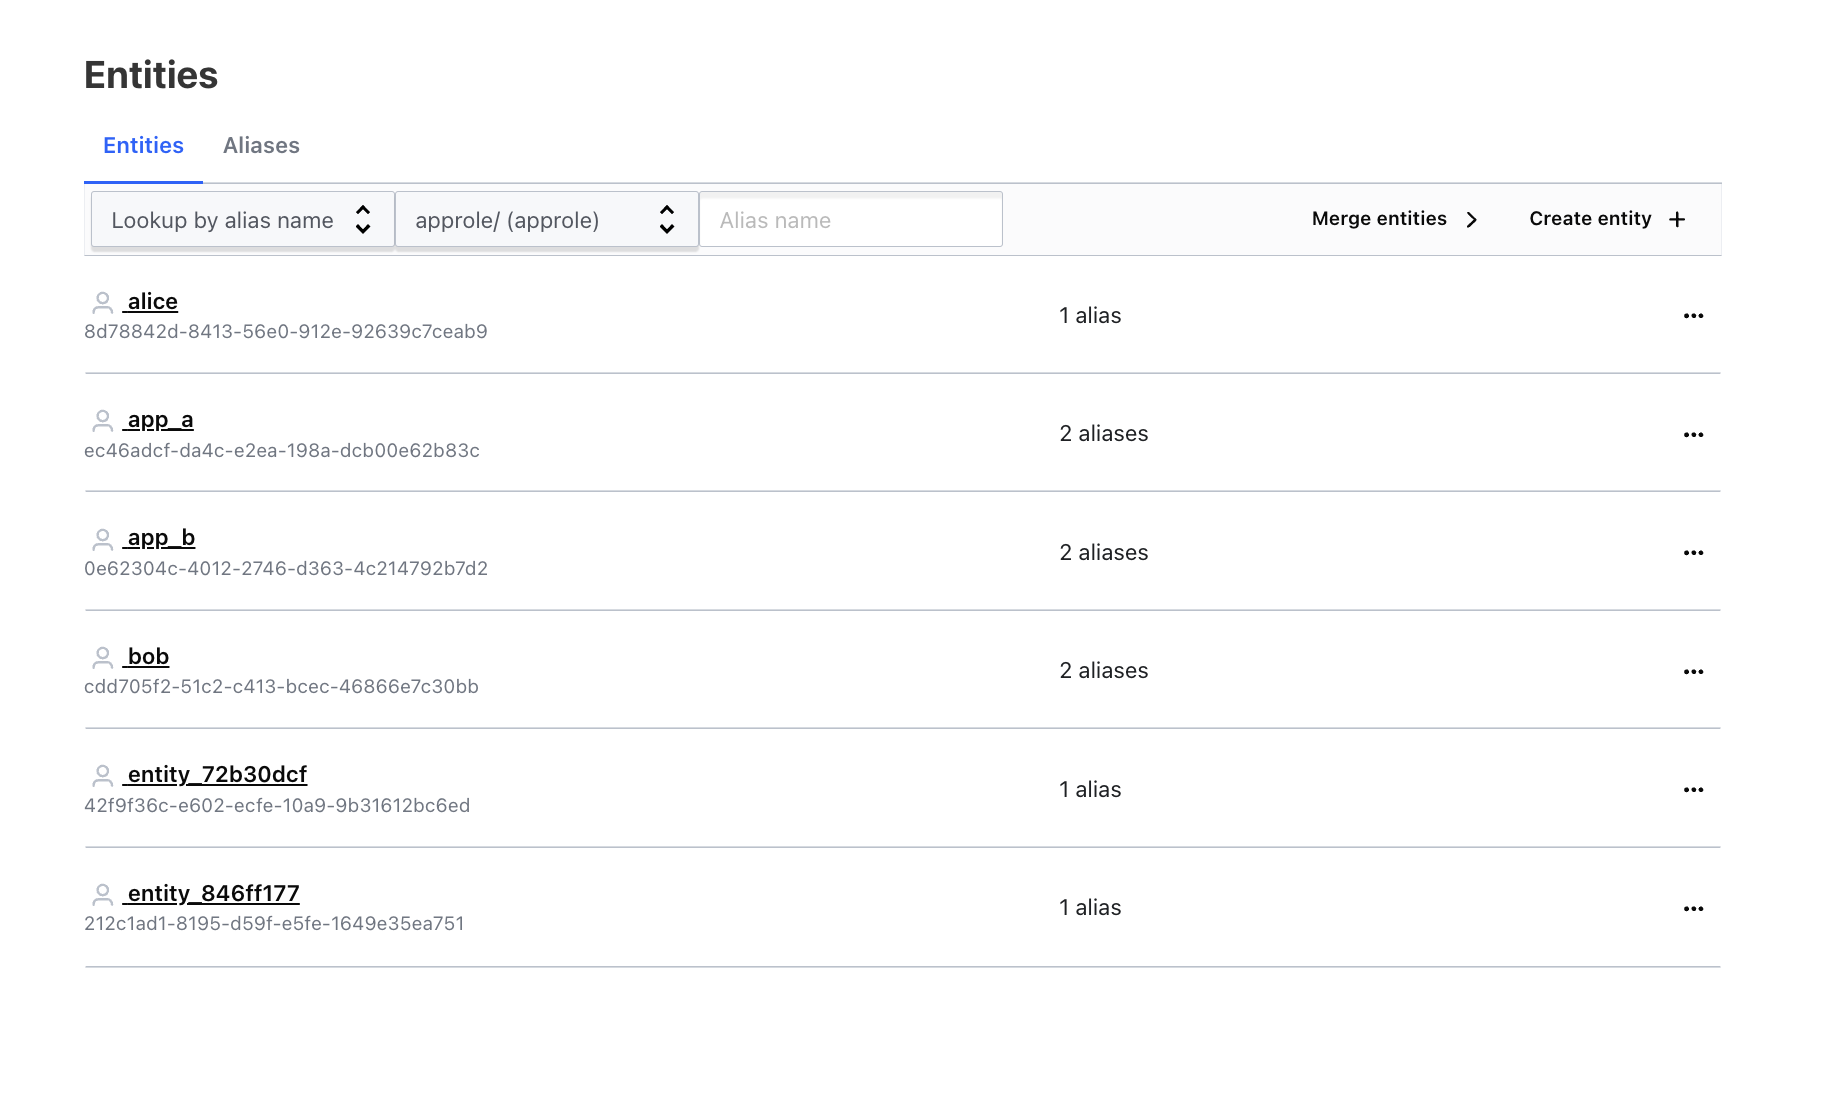 Entities
Entities Aliases
Lookup by alias name approle/ (approle) Alias name Merge entities Create entity
alice
8d78842d-8413-56e0-912e-92639c7ceab9
1 alias
app_a
ec46adcf-da4c-e2ea-198a-dcb00e62b83c
2 aliases
app_b
0e62304c-4012-2746-d363-4c214792b7d2
2 aliases
bob
cdd705f2-51c2-c413-bcec-46866e7c30bb
2 aliases
entity_72b30dcf
42f9f36c-e602-ecfe-10a9-9b31612bc6ed
1 alias
entity_846ff177
212c1ad1-8195-d59f-e5fe-1649e35ea751
1 alias